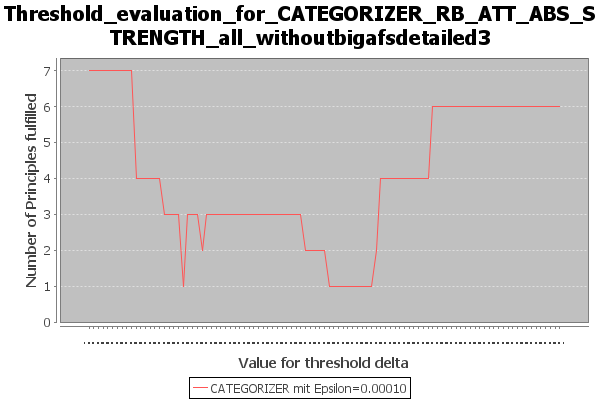 Threshold_evaluation_for_CATEGORIZER_RB_ATT_ABS_S
TRENGTH_all_withoutbigafsdetailed3
Number of Principles fulfilled
7
6
5
4
3
2
1
0
Value for threshold delta
CATEGORIZER mit Epsilon=0.00010